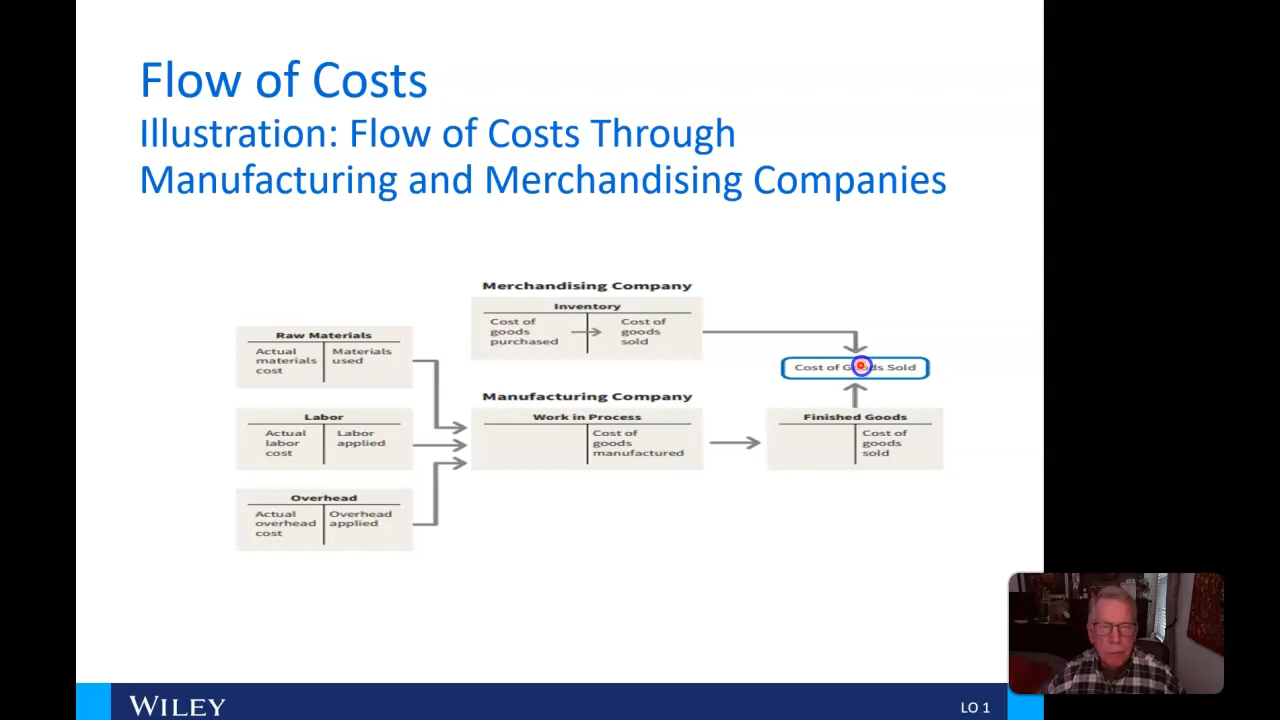 Flow of Costs
Illustration: Flow of Costs Through
Manufacturing and Merchandising Companies
Merchandising Company
Inventory
Cost of
goods
purchased
Cost of
goods
sold
Raw Materials
Actual
materials
cost
Materials
used
Cost of Goods Sold
Manufacturing Company
Labor
Actual
labor
cost
Labor
applied
Work in Process
Cost of
goods
manufactured
Finished Goods
Cost of
goods
sold
Overhead
Actual
overhead
cost
Overhead
applied
WILEY
LO 1